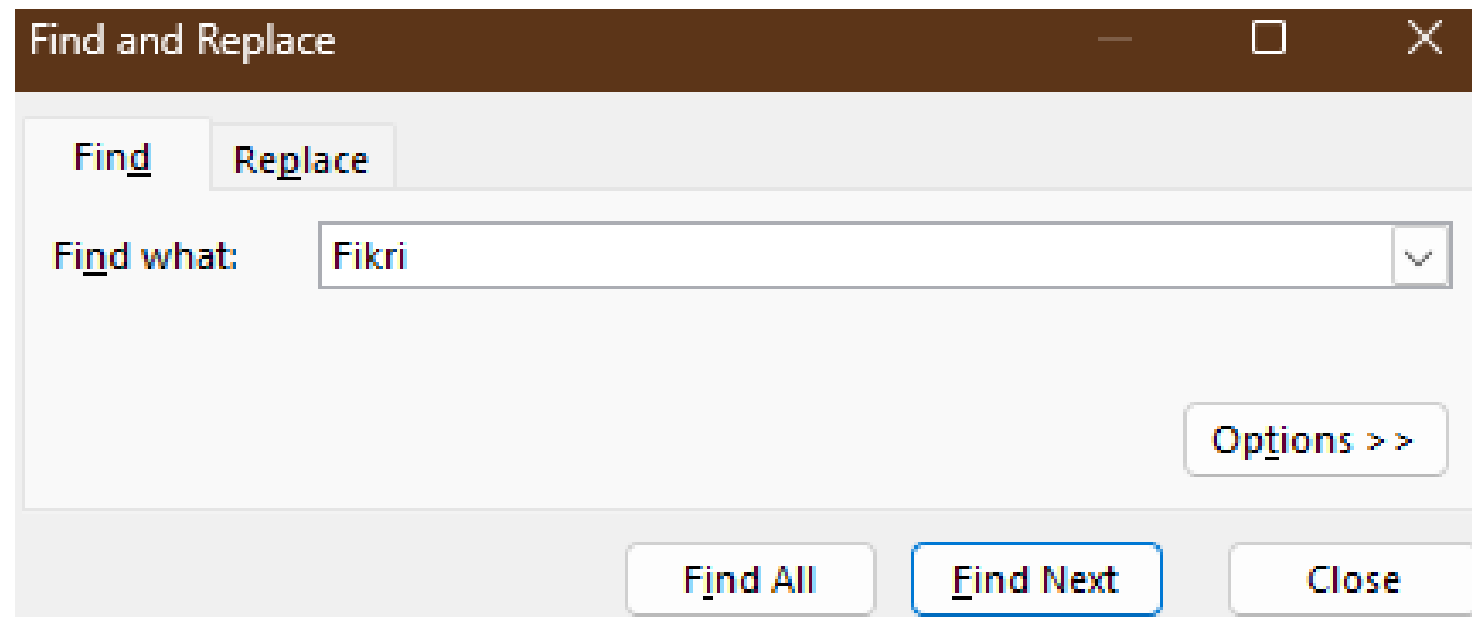 Find and Replace
Find Replace
Find what: Fikri
Options >>
Find All Find Next Close